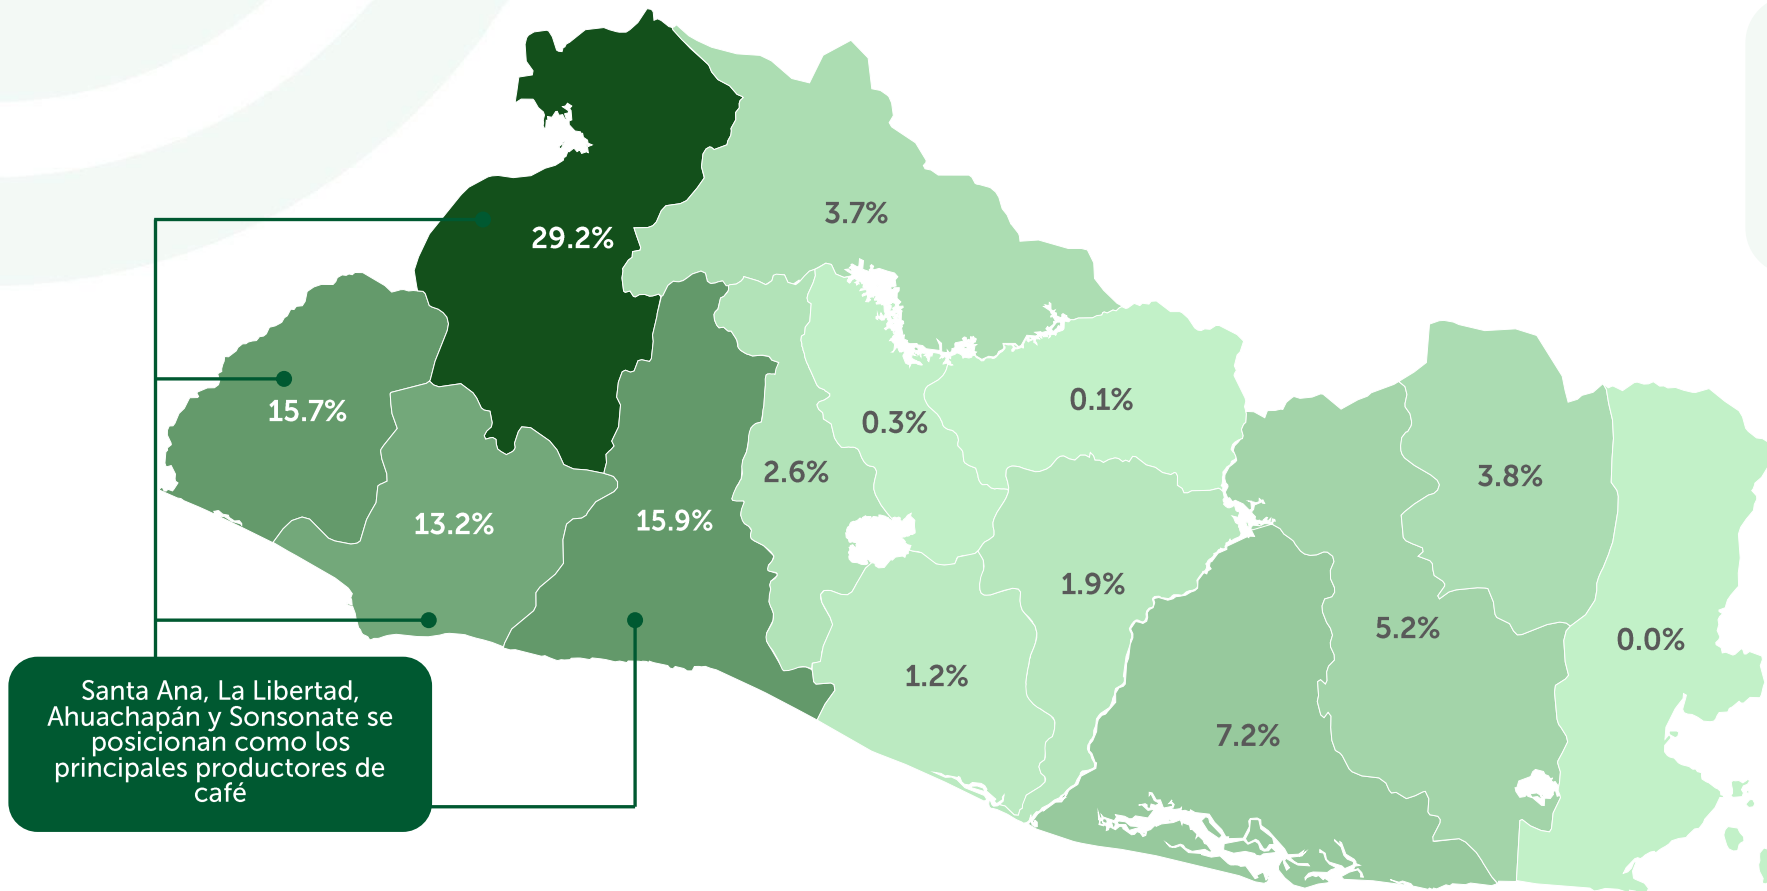 3.7%
29.2%
0.1%
15.7%
0.3%
2.6%
3.8%
15.9%
13.2%
1.9%
5.2%
0.0%
1.2%
7.2%
Santa Ana, La Libertad,
Ahuachapán y Sonsonate se
posicionan como los
principales productores de
café